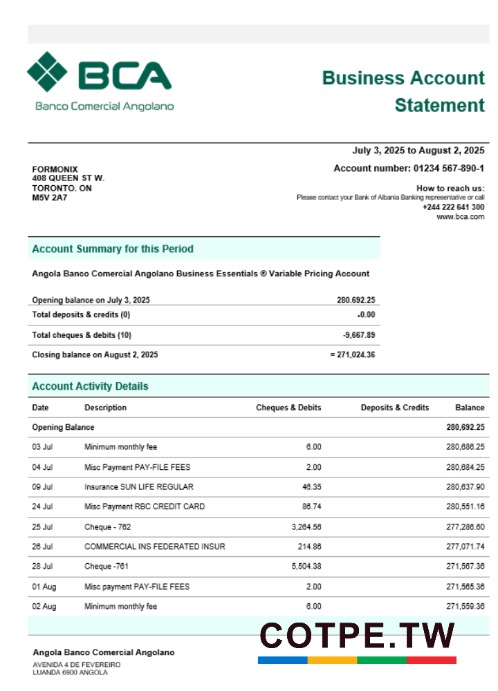 BCA
Banco Comercial Angolano
Business Account
Statement
July 3, 2025 to August 2, 2025
FORMONIX
408 QUEEN ST W.
TORONTO. ON
M5V 2A7
Account number: 01234 567-890-1
How to reach us:
Please contact your Bank of Albania Banking representative or call
+244 222 641 300
www.bca.com
Account Summary for this Period
Angola Banco Comercial Angolano Business Essentials ® Variable Pricing Account
Opening balance on July 3, 2025 280.692.25
Total deposits & credits (0) +0.00
Total cheques & debits (10) -9,667.89
Closing balance on August 2, 2025 = 271,024.36
Account Activity Details
Date Description Cheques & Debits Deposits & Credits Balance
Opening Balance 280,692.25
03 Jul Minimum monthly fee 6.00 280,686.25
04 Jul Misc Payment PAY-FILE FEES 2.00 280,684.25
09 Jul Insurance SUN LIFE REGULAR 46.35 280,637.90
24 Jul Misc Payment RBC CREDIT CARD 86.74 280,551.16
25 Jul Cheque - 762 3,264.56 277,286.60
26 Jul COMMERCIAL INS FEDERATED INSUR 214.86 277,071.74
28 Jul Cheque -761 5,504.38 271,567.36
01 Aug Misc payment PAY-FILE FEES 2.00 271,565.36
02 Aug Minimum monthly fee 6.00 271,559.36
COTPE.TW
Angola Banco Comercial Angolano
AVENIDA 4 DE FEVEREIRO
LUANDA 6900 ANGOLA